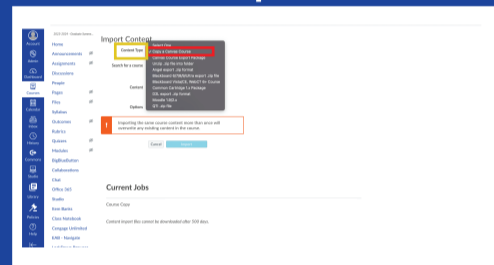 Import Content
Content Type
Select One
Copy a Canvas Course
Canvas Course Export Package
Unzip .zip file into folder
Angel export .zip format
Blackboard 6/7/8/9 export .zip file
Blackboard Vista/CE, WebCT 6+ Course
Common Cartridge 1.x Package
D2L export .zip format
Moodle 1.9/2.x
QTI .zip file
Search for a course
Content
Options
Importing the same course content more than once will
overwrite any existing content in the course.
Cancel
Import
Current Jobs
Course Copy
Content import files cannot be downloaded after 500 days.
Account
Admin
Dashboard
Courses
Calendar
Inbox
History
Commons
Studio
Library
Policies
Help
Home
Announcements
Assignments
Discussions
People
Pages
Files
Syllabus
Outcomes
Rubrics
Quizzes
Modules
BigBlueButton
Collaborations
Chat
Office 365
Studio
Item Banks
Class Notebook
Cengage Unlimited
EAB - Navigate